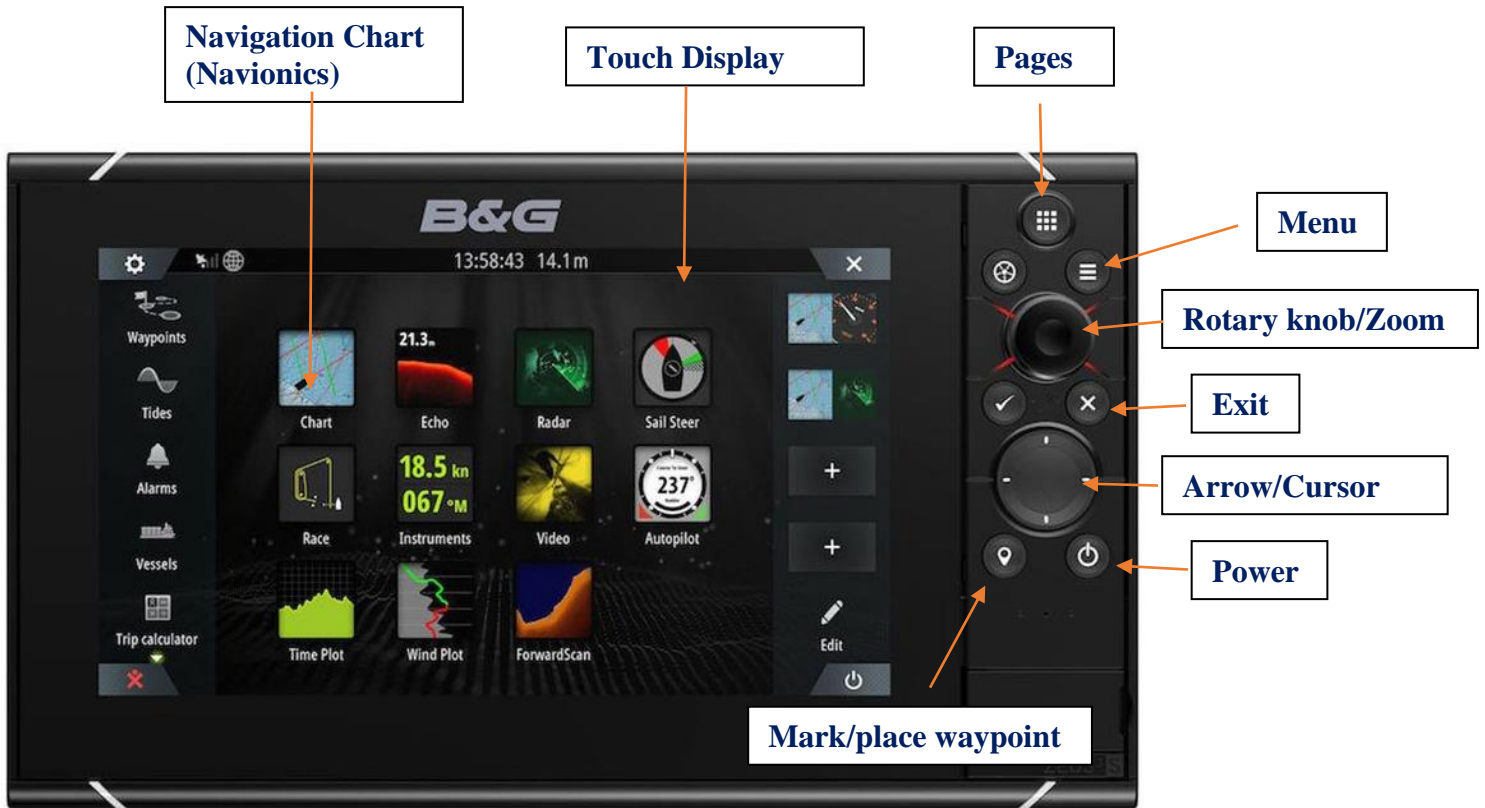 Navigation Chart
(Navionics)
Touch Display
Pages
B&G
13:58:43 14.1 m
Menu
Waypoints
21.3
Rotary knob/Zoom
Tides
Chart
Echo
Radar
Sail Steer
Exit
Alarms
18.5 kn
067 °M
237°
Arrow/Cursor
Race
Instruments
Video
Autopilot
Vessels
Power
Trip calculator
Time Plot
Wind Plot
ForwardScan
Edit
Mark/place waypoint
ZEUS³S